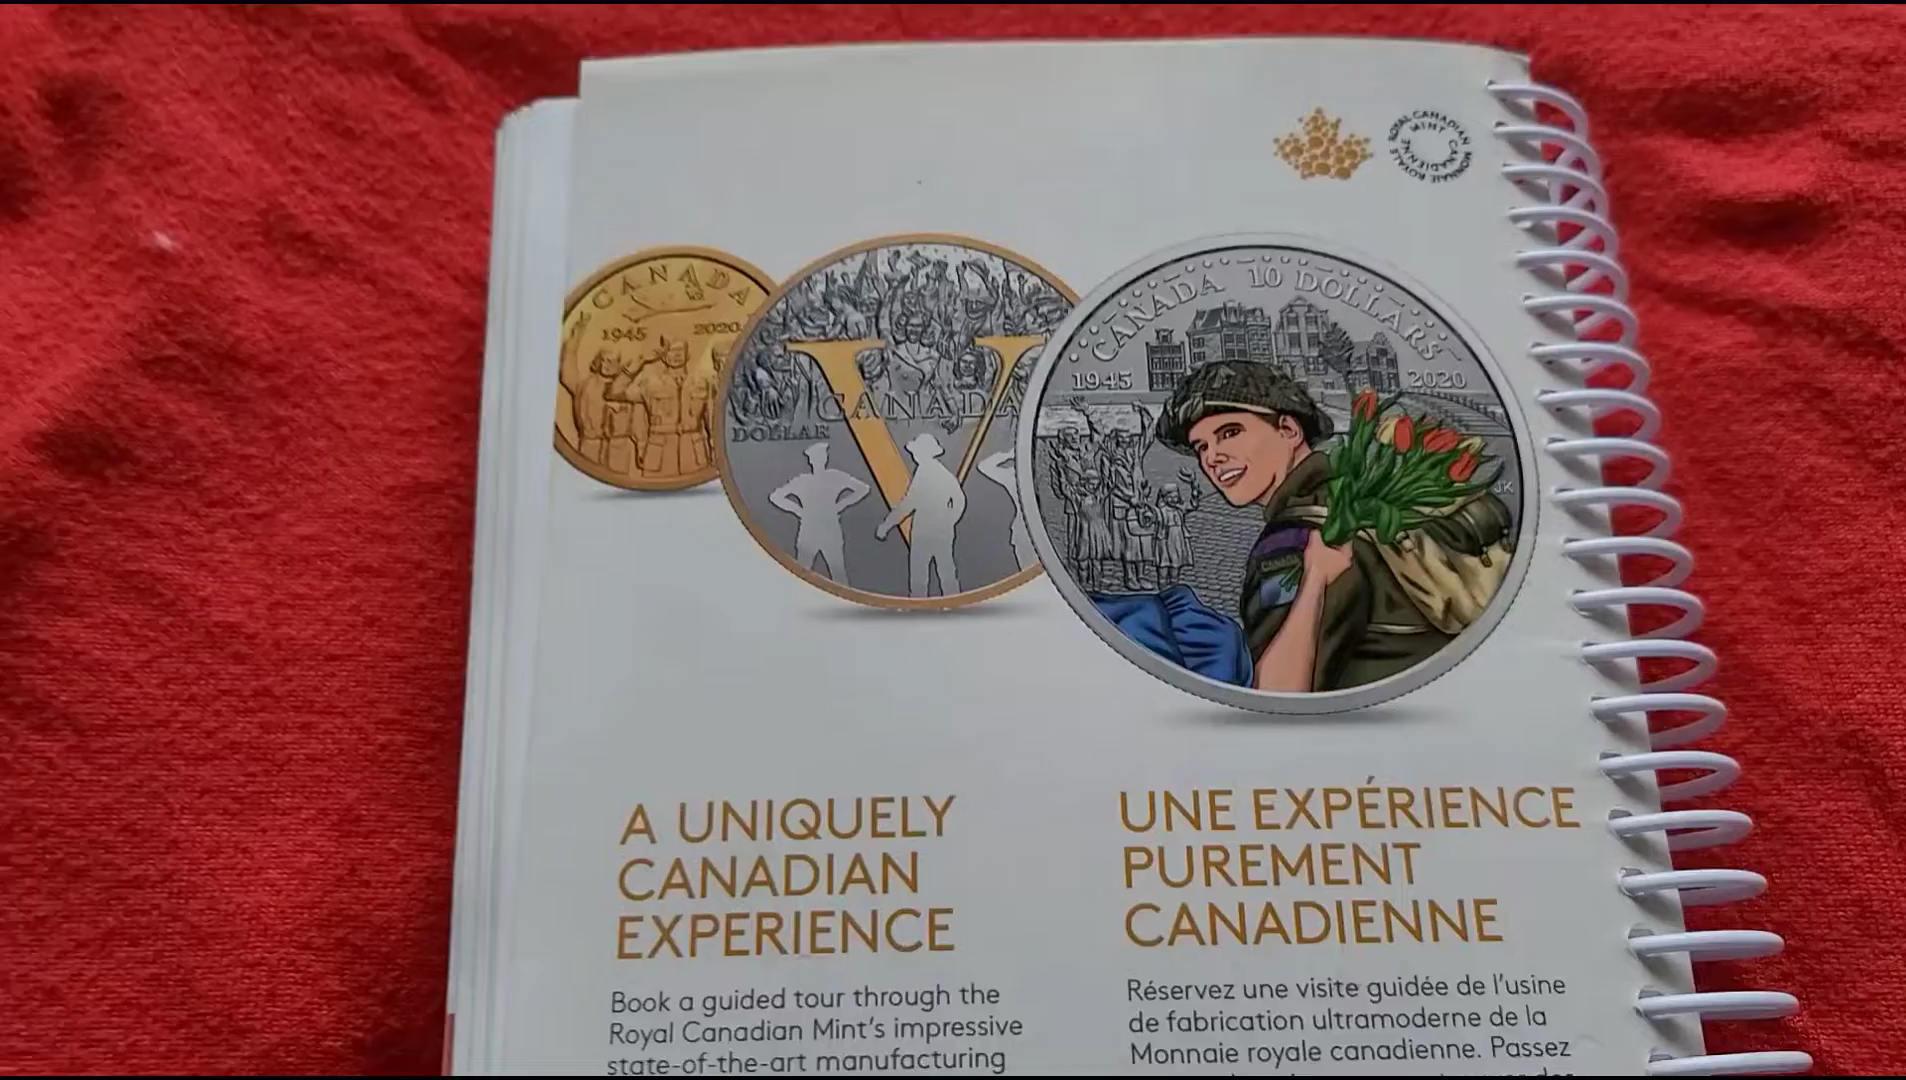 ROYAL CANADIAN MINT
MONNAIE ROYALE CANADIENNE
CANADA
1945 2020
CANADA
DOLLAR
CANADA 10 DOLLARS
1945 2020
JK
CANADA
A UNIQUELY
CANADIAN
EXPERIENCE
Book a guided tour through the
Royal Canadian Mint's impressive
state-of-the-art manufacturing
UNE EXPÉRIENCE
PUREMENT
CANADIENNE
Réservez une visite guidée de l'usine
de fabrication ultramoderne de la
Monnaie royale canadienne. Passez